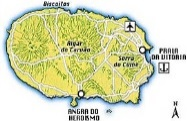 Biscoitos
Algar
do Carvão
Serra
do Cume
PRAIA
DA VITÓRIA
ANGRA DO
HEROÍSMO